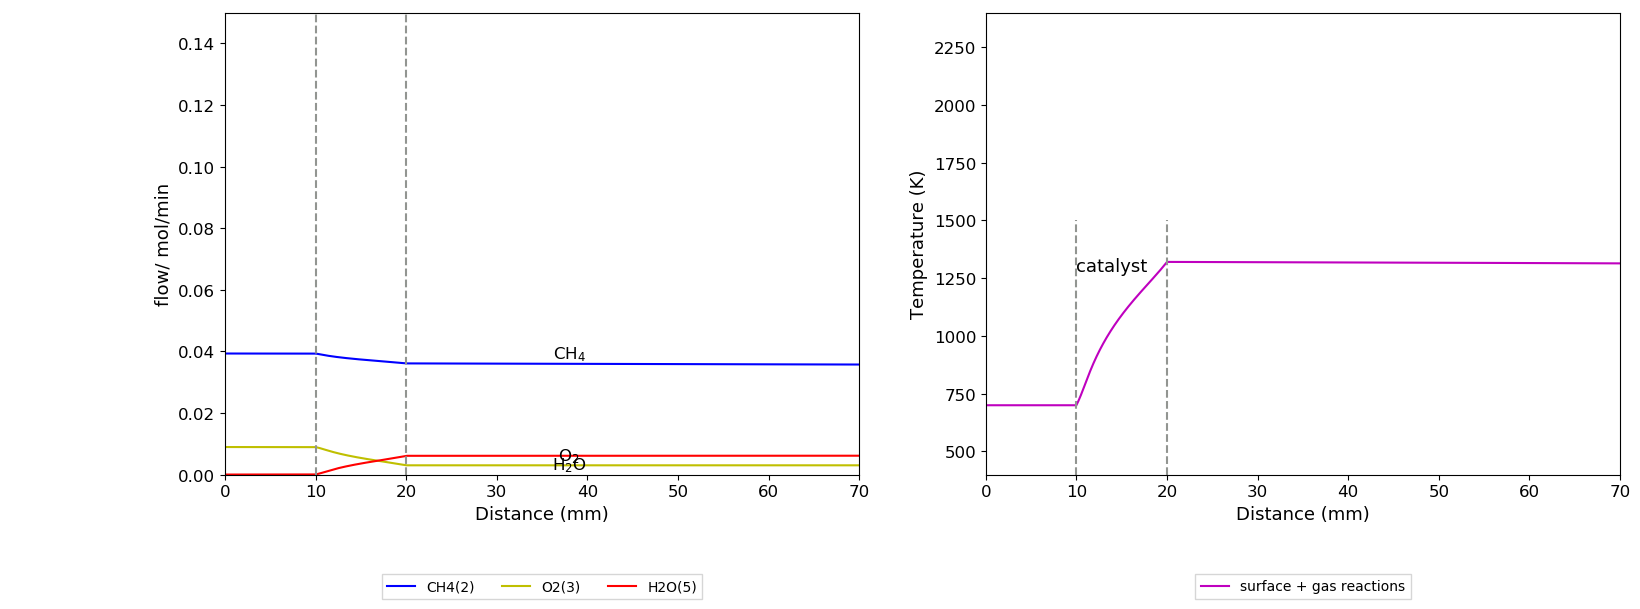 0.14
0.12
0.10
0.08
0.06
0.04
0.02
0.00
flow/ mol/min
CH₄
O₂
H₂O
0 10 20 30 40 50 60 70
Distance (mm)
CH4(2) O2(3) H2O(5)
2250
2000
1750
1500
1250
1000
750
500
Temperature (K)
catalyst
0 10 20 30 40 50 60 70
Distance (mm)
surface + gas reactions